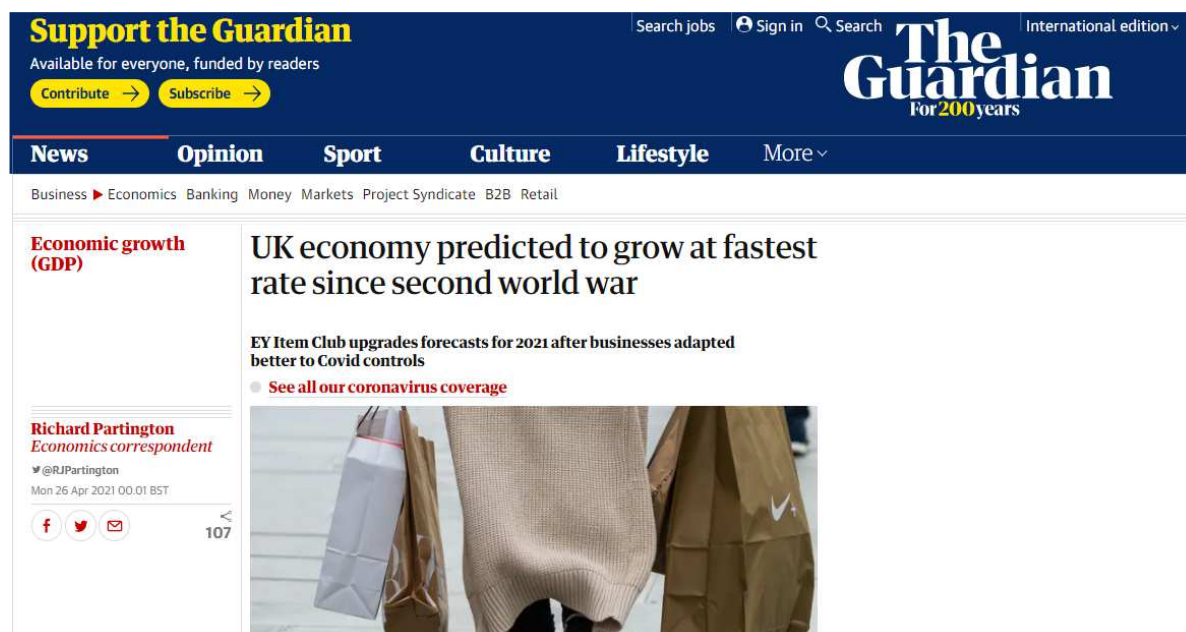 Support the Guardian
Available for everyone, funded by readers
Contribute →
Subscribe →
Search jobs
Sign in
Search
International edition
The
Guardian
For 200 years
News
Opinion
Sport
Culture
Lifestyle
More
Business ▶ Economics Banking Money Markets Project Syndicate B2B Retail
Economic growth
(GDP)
UK economy predicted to grow at fastest
rate since second world war
EY Item Club upgrades forecasts for 2021 after businesses adapted
better to Covid controls
See all our coronavirus coverage
Richard Partington
Economics correspondent
@RJPartington
Mon 26 Apr 2021 00.01 BST
107